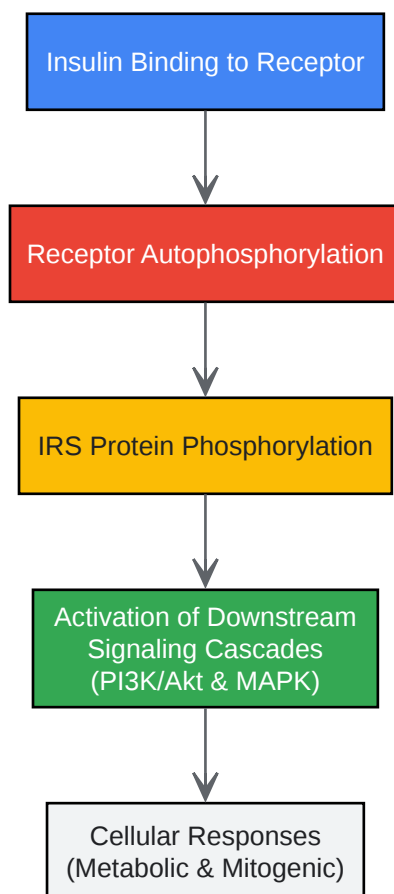 Insulin Binding to Receptor
Receptor Autophosphorylation
IRS Protein Phosphorylation
Activation of Downstream
Signaling Cascades
(PI3K/Akt & MAPK)
Cellular Responses
(Metabolic & Mitogenic)